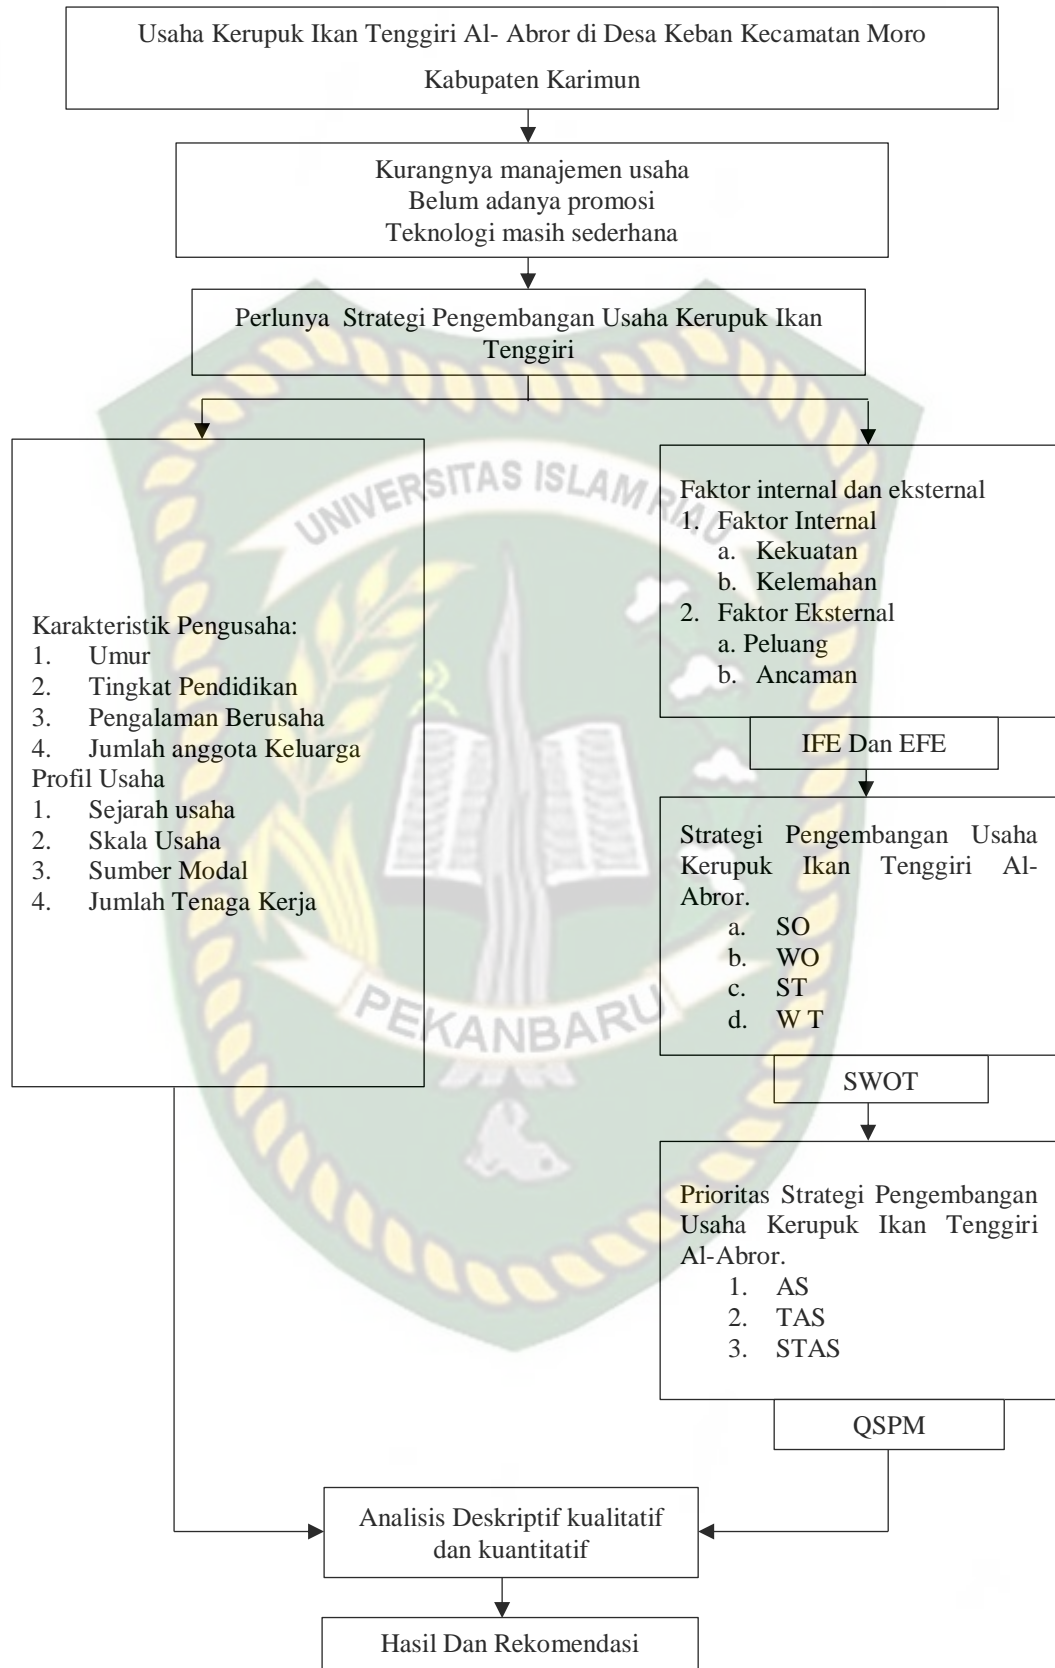 Usaha Kerupuk Ikan Tenggiri Al- Abror di Desa Keban Kecamatan Moro
Kabupaten Karimun
Kurangnya manajemen usaha
Belum adanya promosi
Teknologi masih sederhana
Perlunya Strategi Pengembangan Usaha Kerupuk Ikan
Tenggiri
UNIVERSITAS ISLAM RIAU
Karakteristik Pengusaha:
1. Umur
2. Tingkat Pendidikan
3. Pengalaman Berusaha
4. Jumlah anggota Keluarga
Profil Usaha
1. Sejarah usaha
2. Skala Usaha
3. Sumber Modal
4. Jumlah Tenaga Kerja
Faktor internal dan eksternal
1. Faktor Internal
a. Kekuatan
b. Kelemahan
2. Faktor Eksternal
a. Peluang
b. Ancaman
IFE Dan EFE
Strategi Pengembangan Usaha
Kerupuk Ikan Tenggiri Al-
Abror.
a. SO
b. WO
c. ST
d. W T
PEKANBARU
SWOT
Prioritas Strategi Pengembangan
Usaha Kerupuk Ikan Tenggiri
Al-Abror.
1. AS
2. TAS
3. STAS
QSPM
Analisis Deskriptif kualitatif
dan kuantitatif
Hasil Dan Rekomendasi